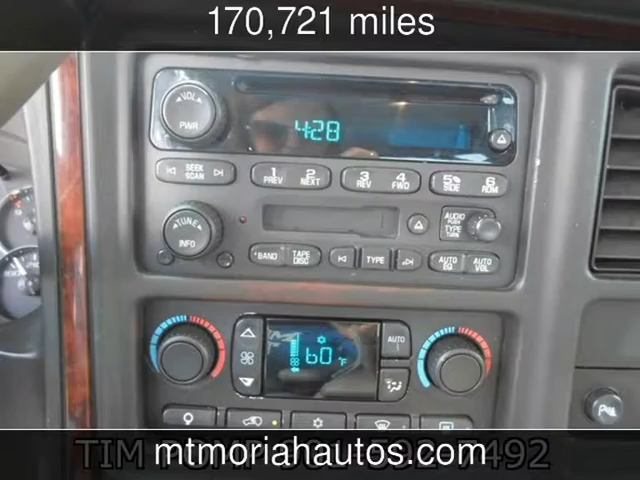 170,721 miles
VOL
PWR
4:28
SEEK
SCAN
1 PREV
2 NEXT
3 REV
4 FWD
5 SIDE
6 RDM
TUNE
INFO
AUDIO
PUSH
TYPE
TURN
BAND
TAPE
DISC
TYPE
AUTO
EQ
AUTO
VOL
60 °F
AUTO
mtmoriahautos.com